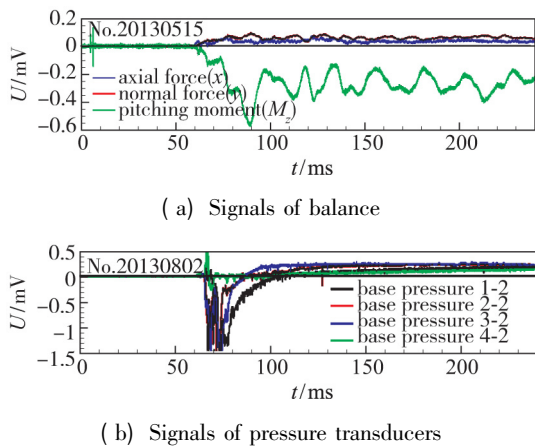 No.20130515
0.2
0
-0.2
-0.4
-0.6
U/mV
axial force(x)
normal force(y)
pitching moment(Mz)
0 50 100 150 200
t/ms
( a) Signals of balance
No.20130802
0.5
0
-0.5
-1
-1.5
U/mV
base pressure 1-2
base pressure 2-2
base pressure 3-2
base pressure 4-2
0 50 100 150 200
t/ms
( b) Signals of pressure transducers